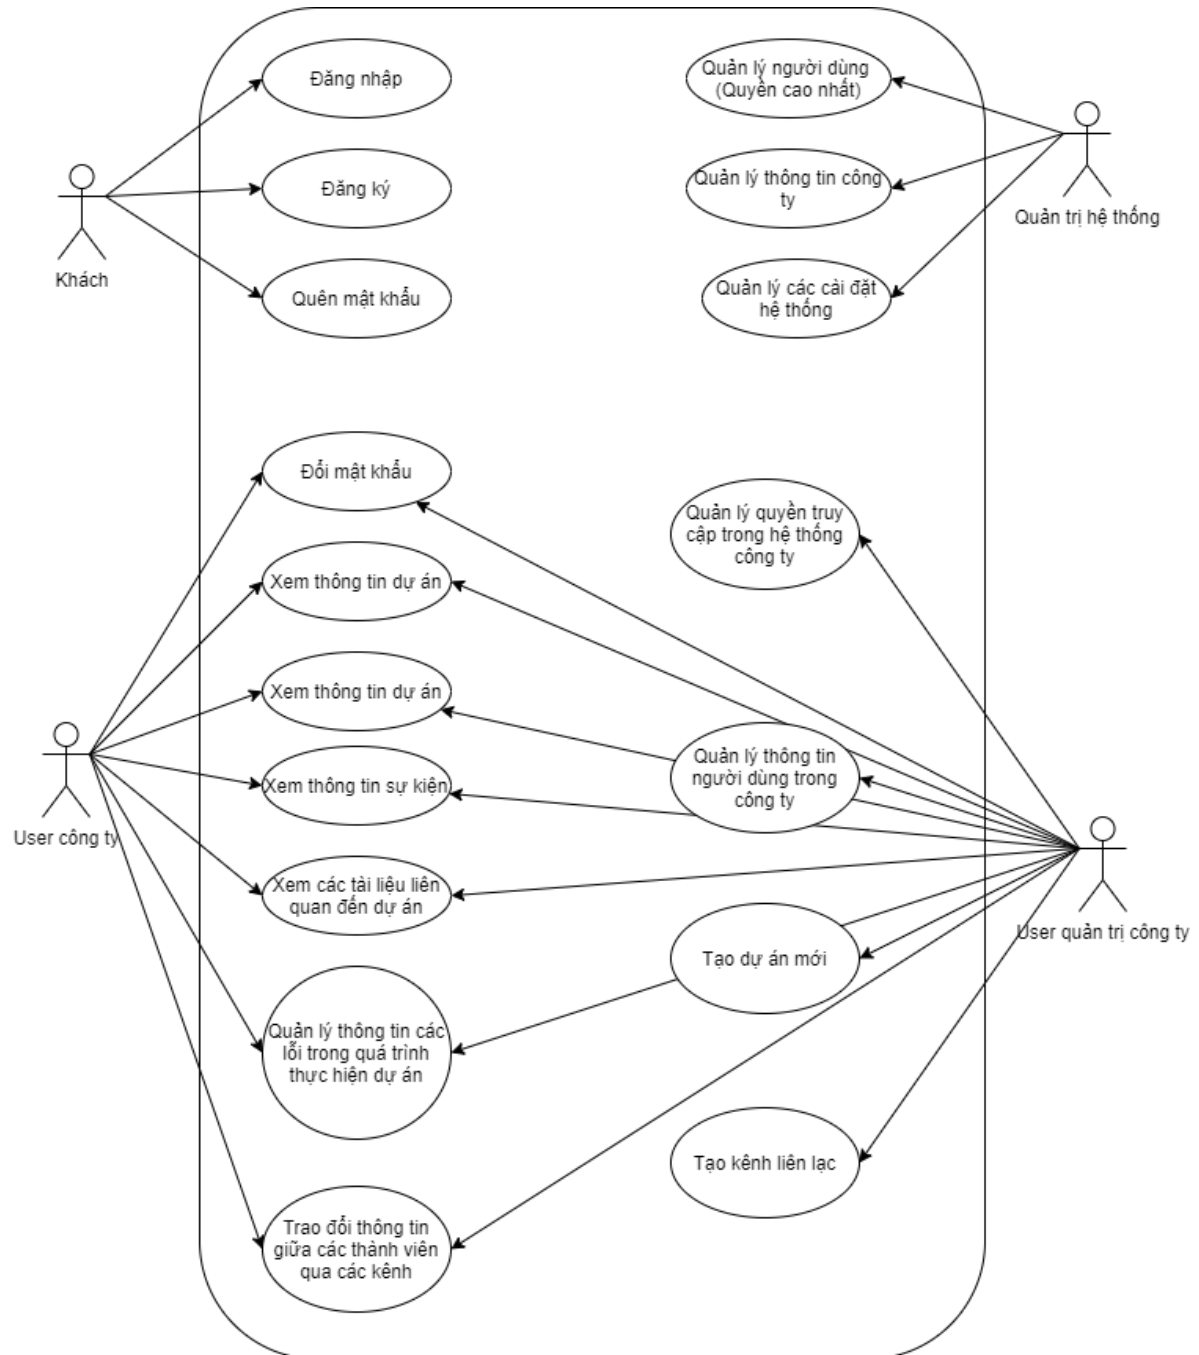 Đăng nhập
Quản lý người dùng
(Quyền cao nhất)
Đăng ký
Quản lý thông tin công
ty
Quản trị hệ thống
Khách
Quên mật khẩu
Quản lý các cài đặt
hệ thống
Đổi mật khẩu
Quản lý quyền truy
cập trong hệ thống
công ty
Xem thông tin dự án
Xem thông tin dự án
Quản lý thông tin
người dùng trong
công ty
Xem thông tin sự kiện
User công ty
Xem các tài liệu liên
quan đến dự án
User quản trị công ty
Tạo dự án mới
Quản lý thông tin các
lỗi trong quá trình
thực hiện dự án
Tạo kênh liên lạc
Trao đổi thông tin
giữa các thành viên
qua các kênh